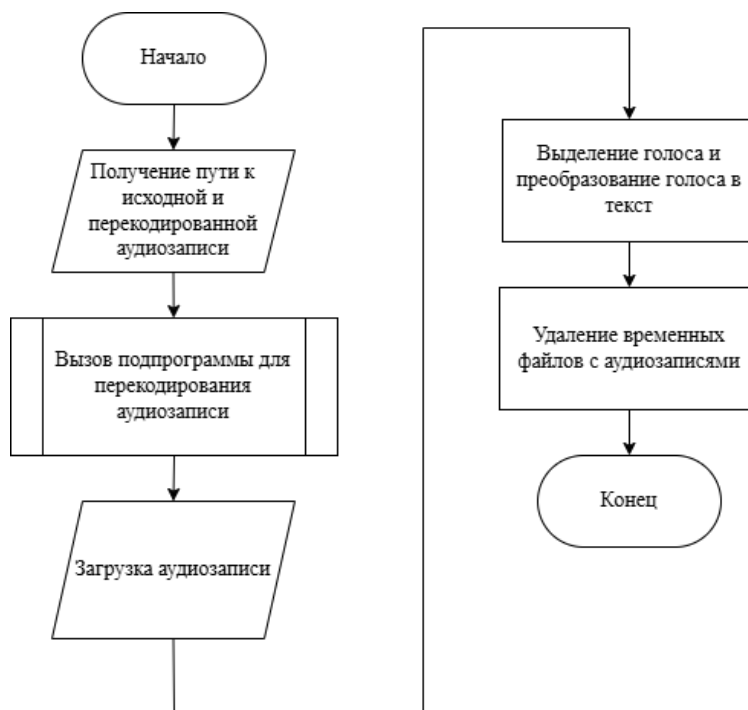 Начало
Получение пути к
исходной и
перекодированной
аудиозаписи
Вызов подпрограммы для
перекодирования
аудиозаписи
Загрузка аудиозаписи
Выделение голоса и
преобразование голоса в
текст
Удаление временных
файлов с аудиозаписями
Конец